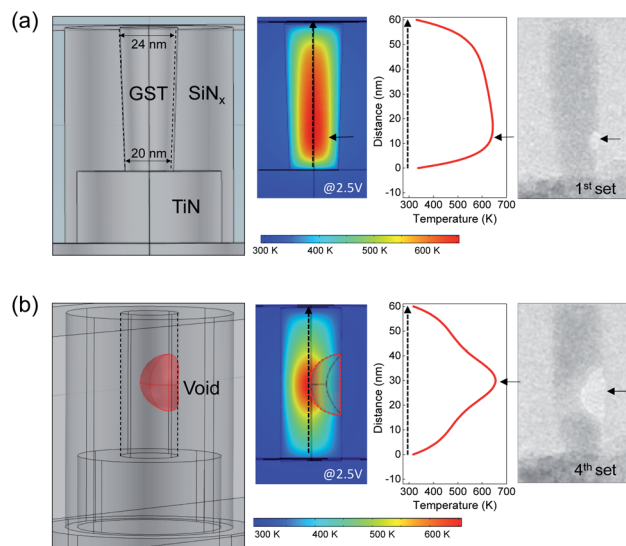 (a)
24 nm
GST
SiNx
20 nm
TiN
@2.5V
Distance (nm)
60
50
40
30
20
10
0
-10
300 400 500 600 700
Temperature (K)
1st set
300 K 400 K 500 K 600 K
(b)
Void
@2.5V
Distance (nm)
60
50
40
30
20
10
0
-10
300 400 500 600 700
Temperature (K)
4th set
300 K 400 K 500 K 600 K